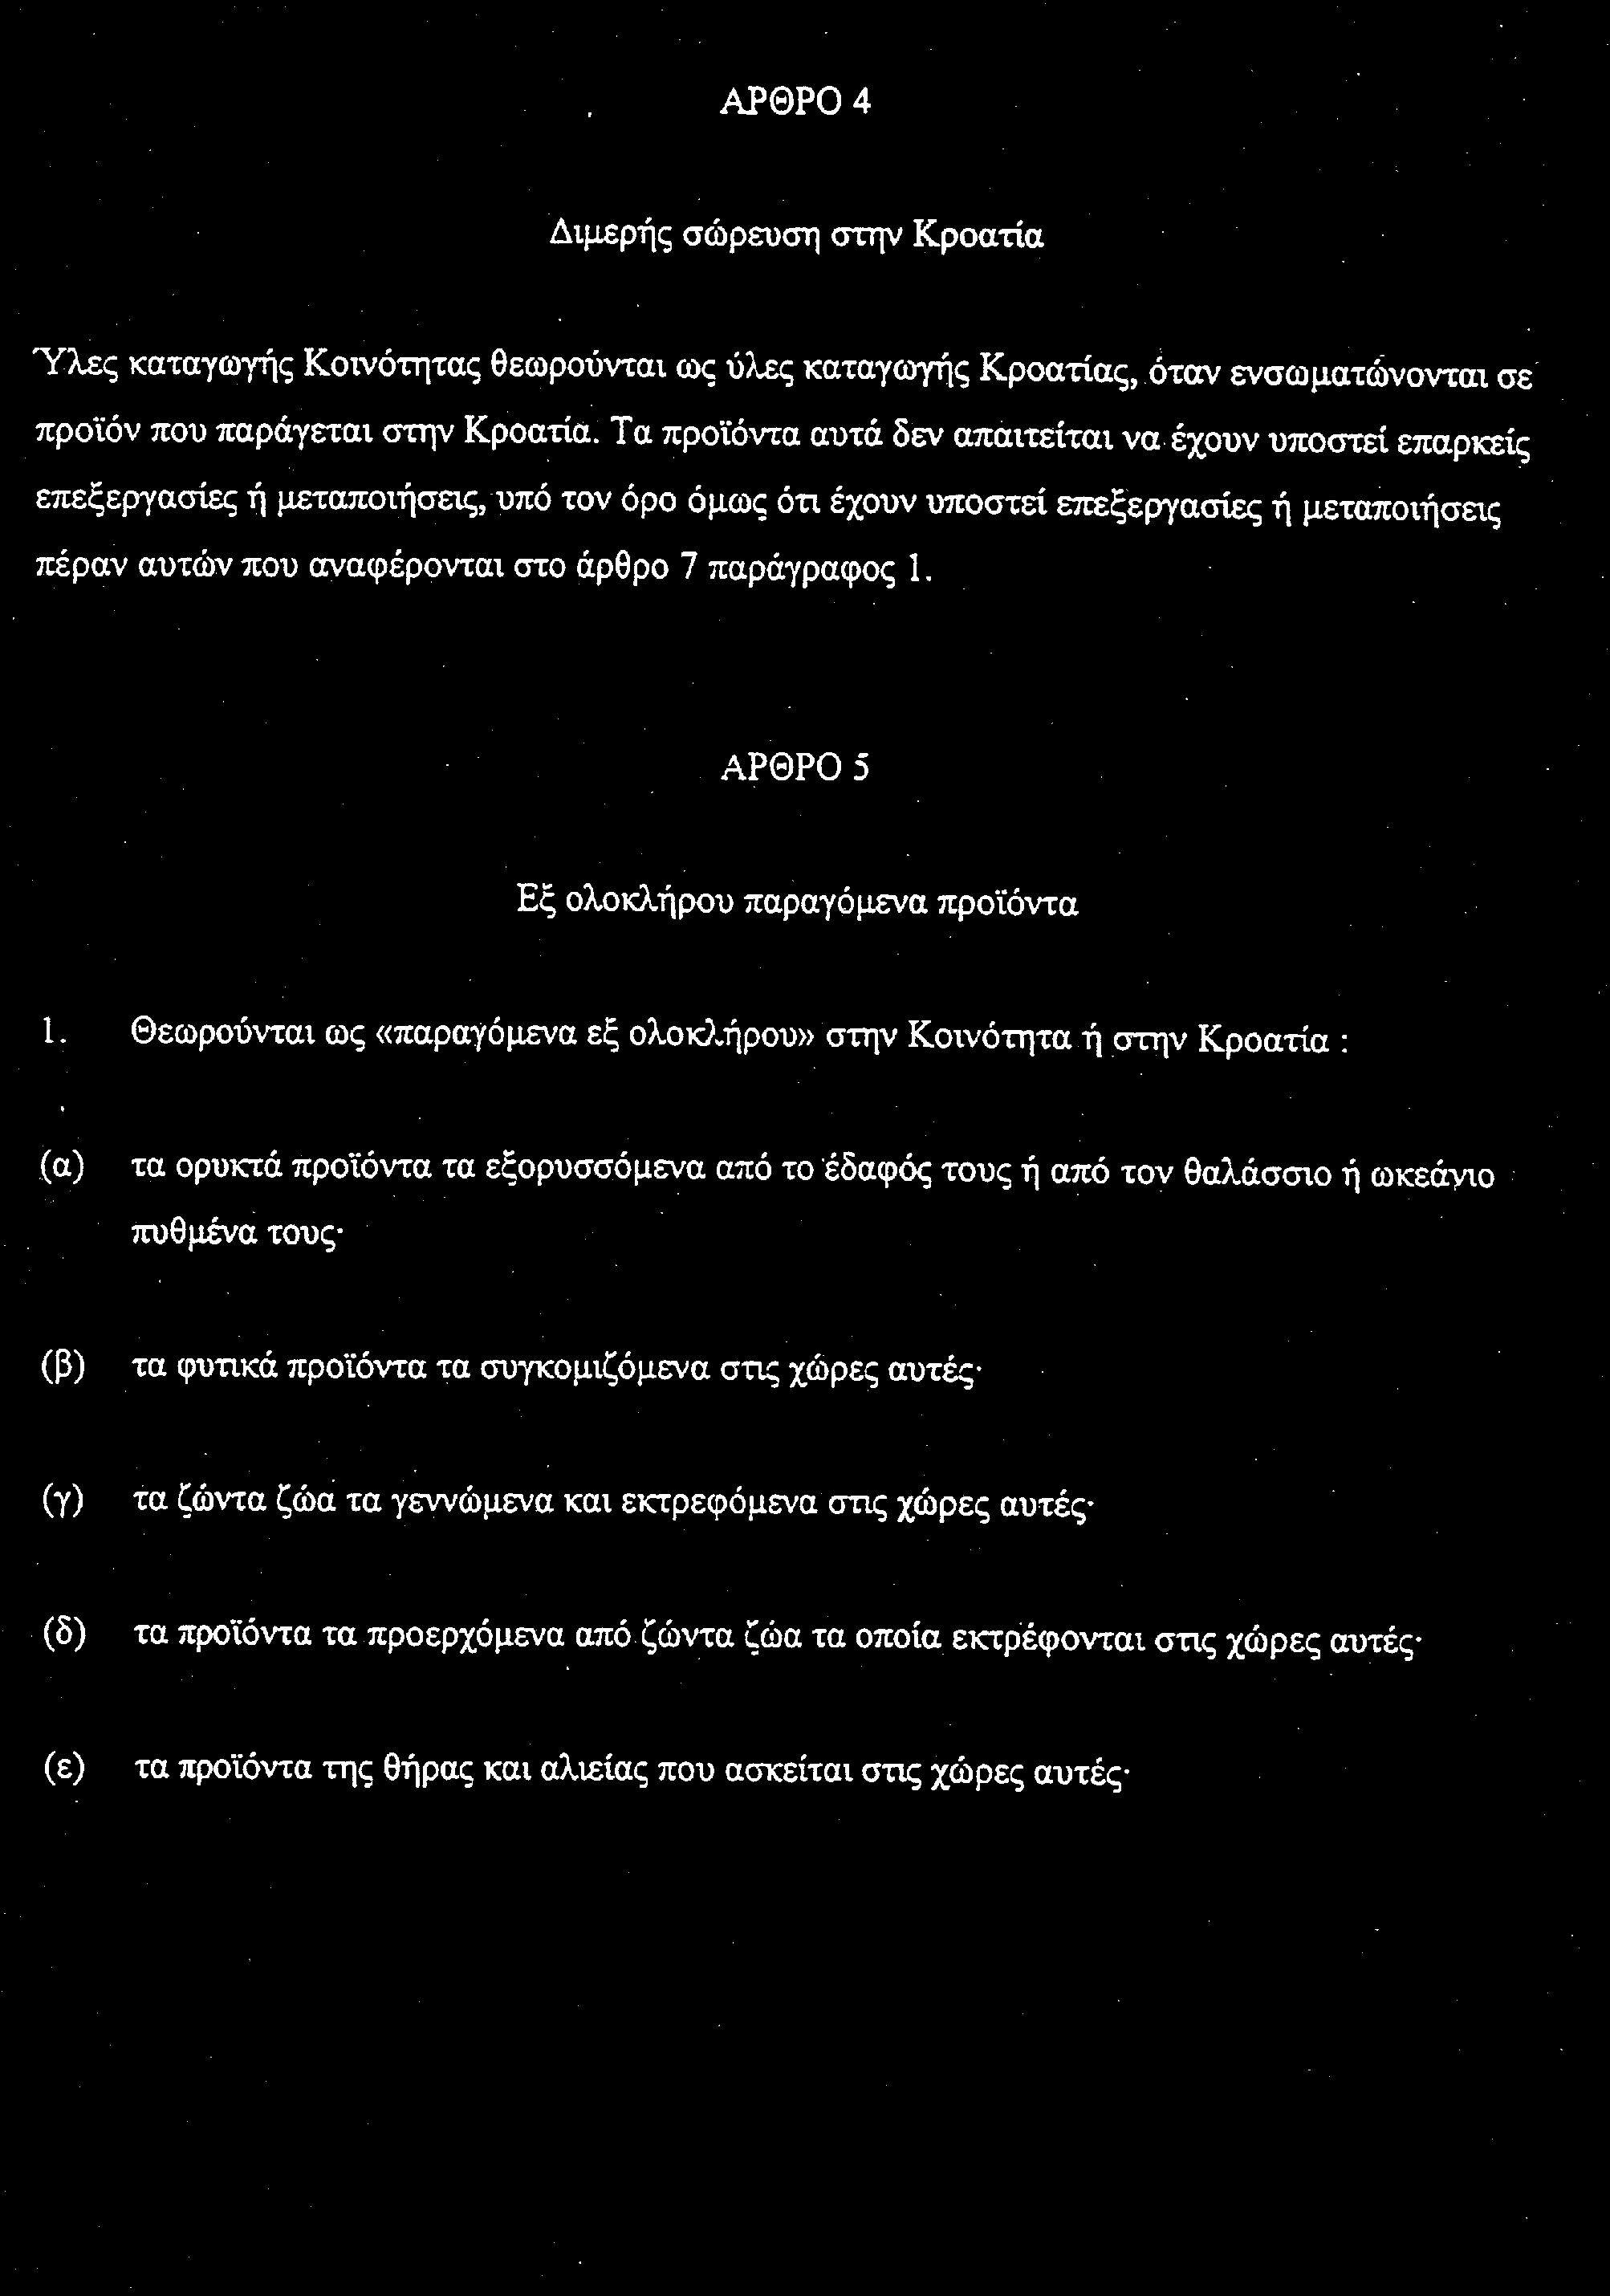 ΑΡΘΡΟ 4
Διμερής σώρευση στην Κροατία
Ύλες καταγωγής Κοινότητας θεωρούνται ως ύλες καταγωγής Κροατίας, όταν ενσωματώνονται σε
προϊόν που παράγεται στην Κροατία. Τα προϊόντα αυτά δεν απαιτείται να έχουν υποστεί επαρκείς
επεξεργασίες ή μεταποιήσεις, υπό τον όρο όμως ότι έχουν υποστεί επεξεργασίες ή μεταποιήσεις
πέραν αυτών που αναφέρονται στο άρθρο 7 παράγραφος 1.
ΑΡΘΡΟ 5
Εξ ολοκλήρου παραγόμενα προϊόντα
1. Θεωρούνται ως «παραγόμενα εξ ολοκλήρου» στην Κοινότητα ή στην Κροατία :
(α) τα ορυκτά προϊόντα τα εξορυσσόμενα από το έδαφός τους ή από τον θαλάσσιο ή ωκεάνιο
πυθμένα τους·
(β) τα φυτικά προϊόντα τα συγκομιζόμενα στις χώρες αυτές·
(γ) τα ζώντα ζώα τα γεννώμενα και εκτρεφόμενα στις χώρες αυτές·
(δ) τα προϊόντα τα προερχόμενα από ζώντα ζώα τα οποία εκτρέφονται στις χώρες αυτές·
(ε) τα προϊόντα της θήρας και αλιείας που ασκείται στις χώρες αυτές·